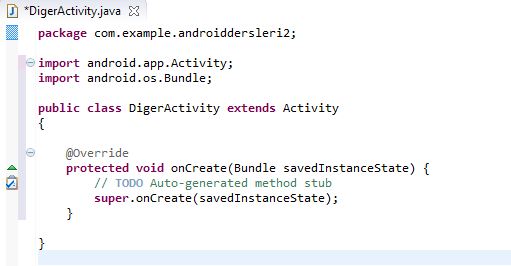 *DigerActivity.java
package com.example.androiddersleri2;
import android.app.Activity;
import android.os.Bundle;
public class DigerActivity extends Activity
{
@Override
protected void onCreate(Bundle savedInstanceState) {
// TODO Auto-generated method stub
super.onCreate(savedInstanceState);
}
}